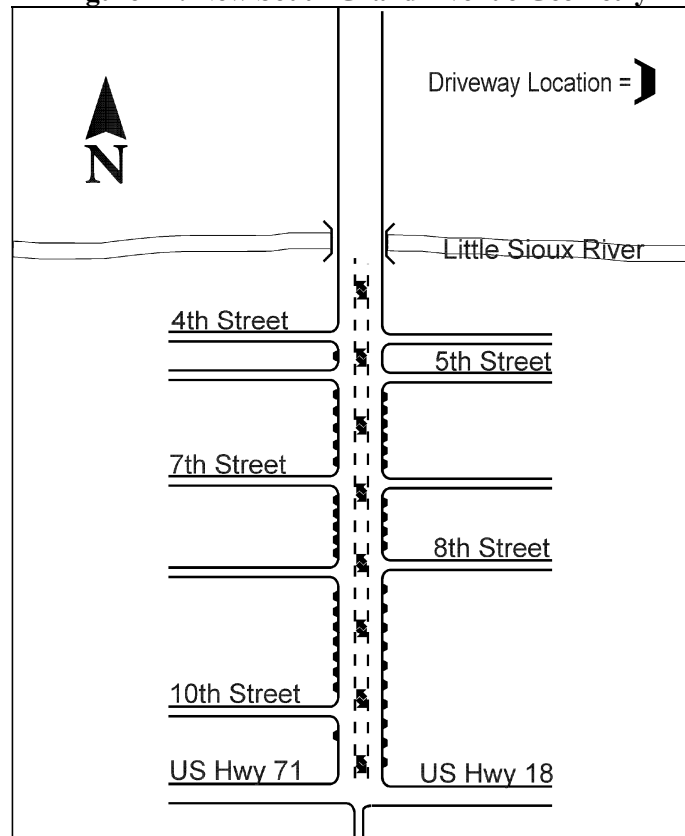 Driveway Location =
N
Little Sioux River
4th Street
5th Street
7th Street
8th Street
10th Street
US Hwy 71
US Hwy 18